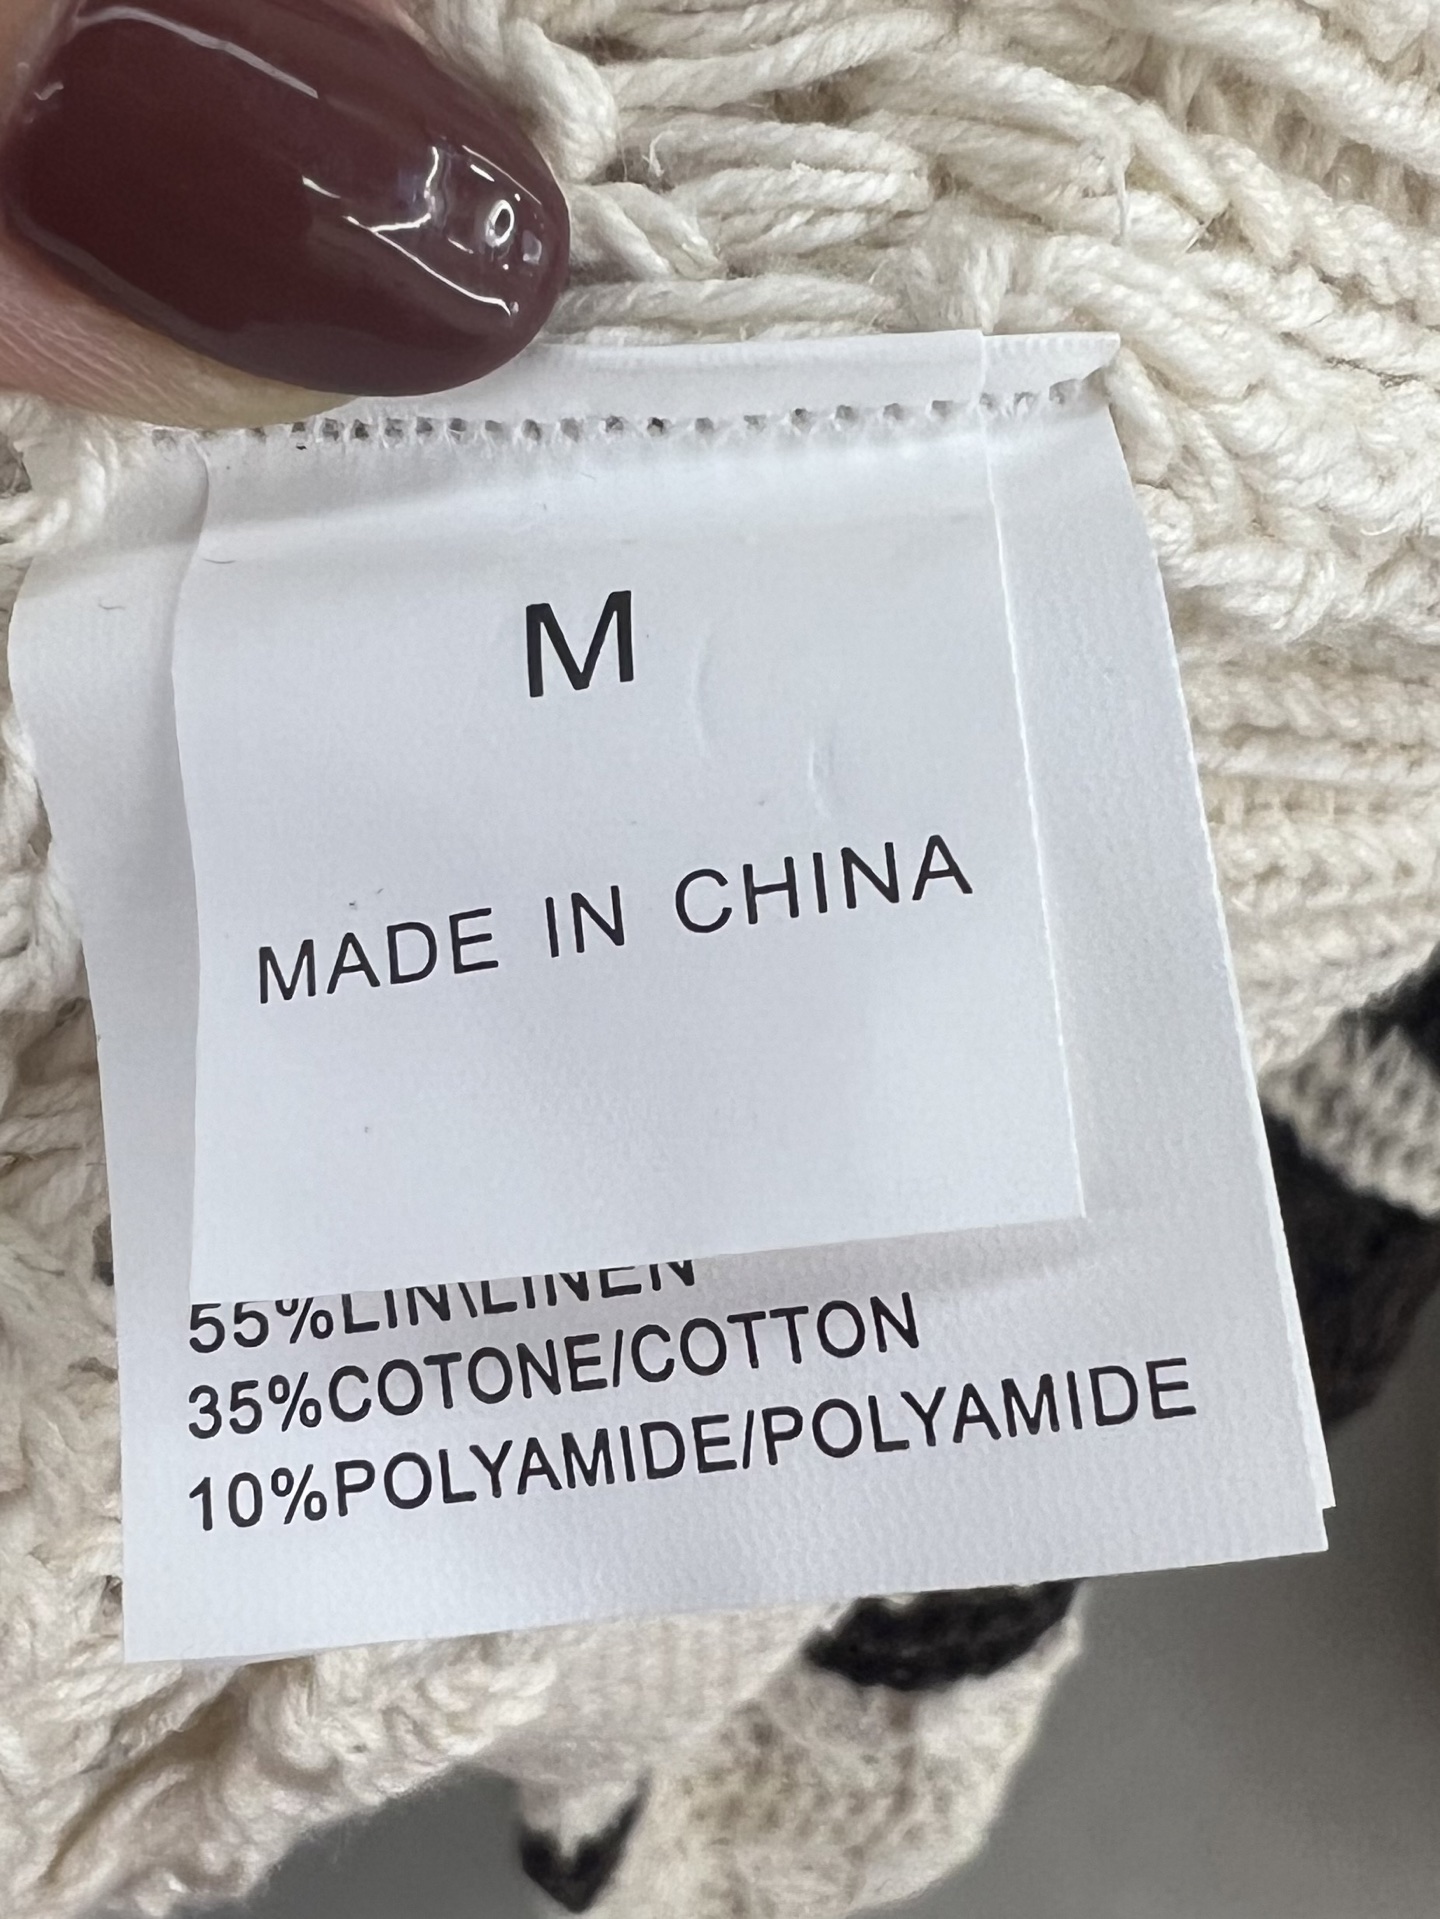 M
MADE IN CHINA
55%LIN\LINEN
35%COTONE/COTTON
10%POLYAMIDE/POLYAMIDE